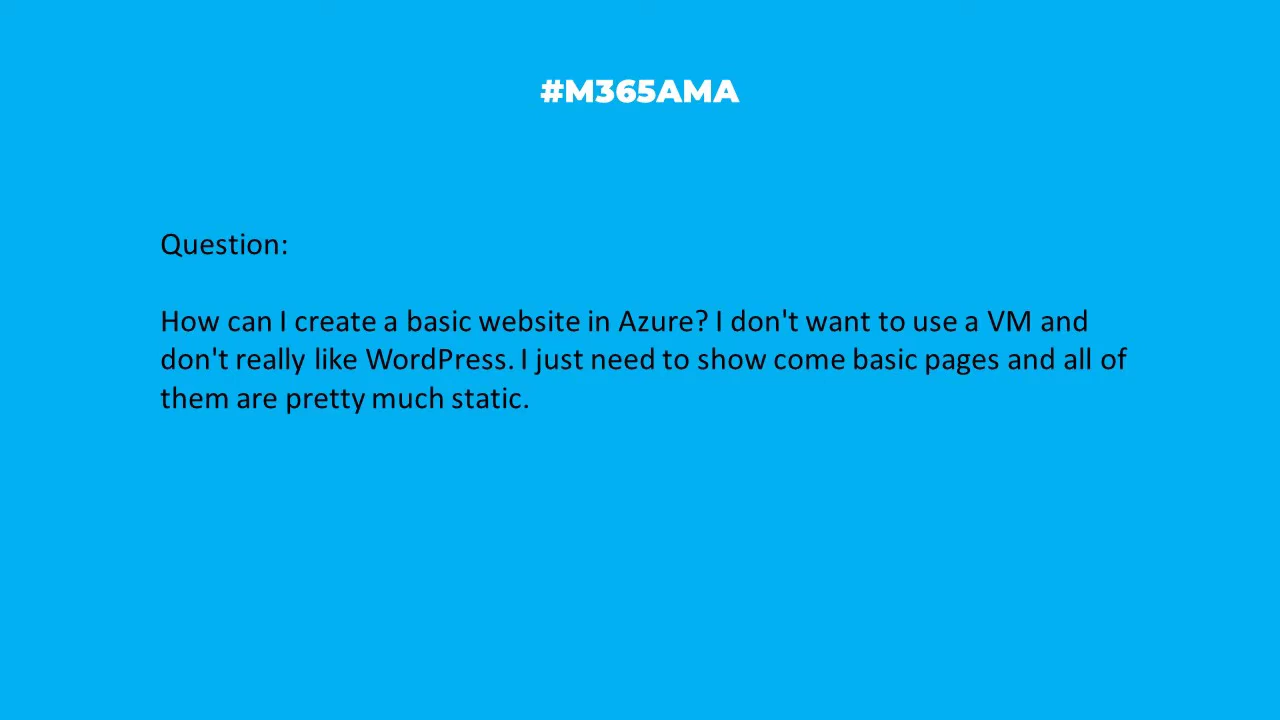 #M365AMA
Question:
How can I create a basic website in Azure? I don't want to use a VM and
don't really like WordPress. I just need to show come basic pages and all of
them are pretty much static.